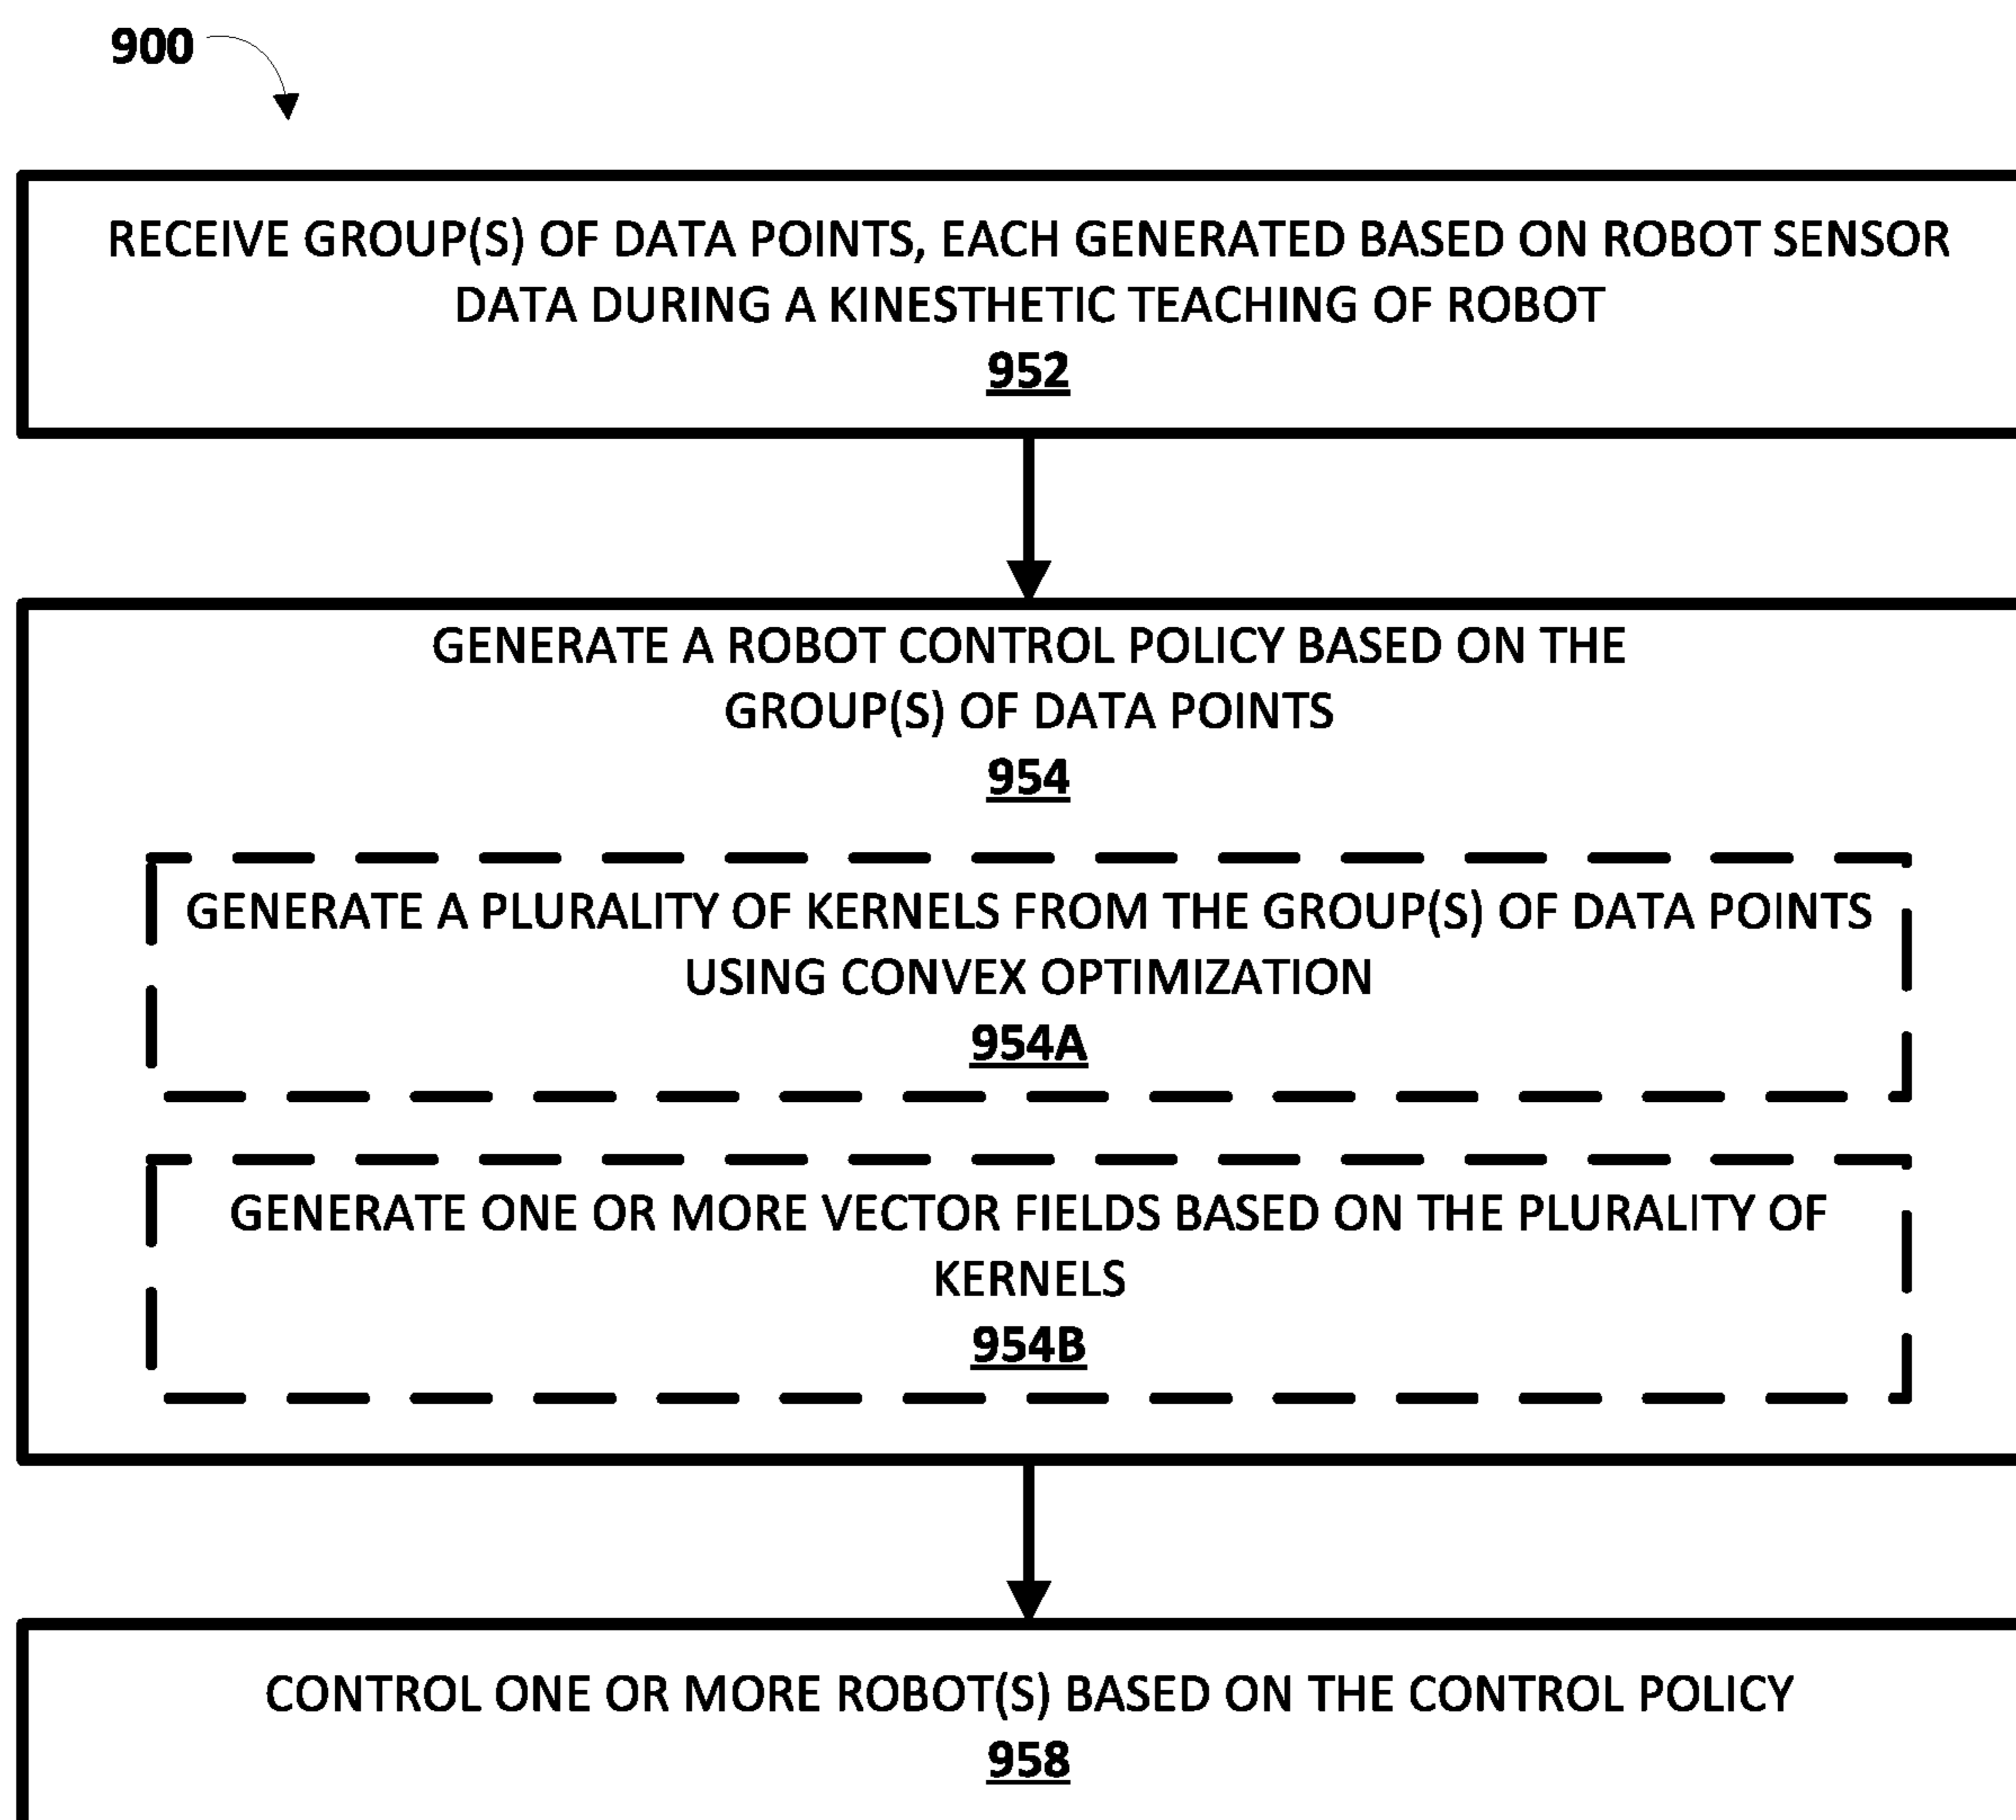 900
RECEIVE GROUP(S) OF DATA POINTS, EACH GENERATED BASED ON ROBOT SENSOR
DATA DURING A KINESTHETIC TEACHING OF ROBOT
952
GENERATE A ROBOT CONTROL POLICY BASED ON THE
GROUP(S) OF DATA POINTS
954
GENERATE A PLURALITY OF KERNELS FROM THE GROUP(S) OF DATA POINTS
USING CONVEX OPTIMIZATION
954A
GENERATE ONE OR MORE VECTOR FIELDS BASED ON THE PLURALITY OF
KERNELS
954B
CONTROL ONE OR MORE ROBOT(S) BASED ON THE CONTROL POLICY
958